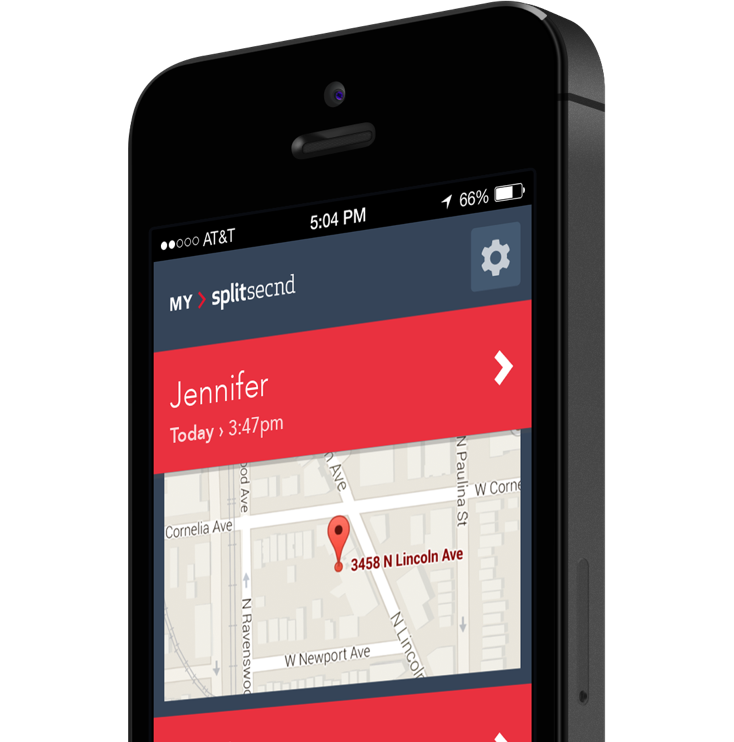 AT&T 5:04 PM 66%
MY > splitsecnd
Jennifer
Today › 3:47pm
N Paulina St
W Corne
ood Ave
n Ave
Cornelia Ave
3458 N Lincoln Ave
N Ravenswoo
N Lincoln
W Newport Ave